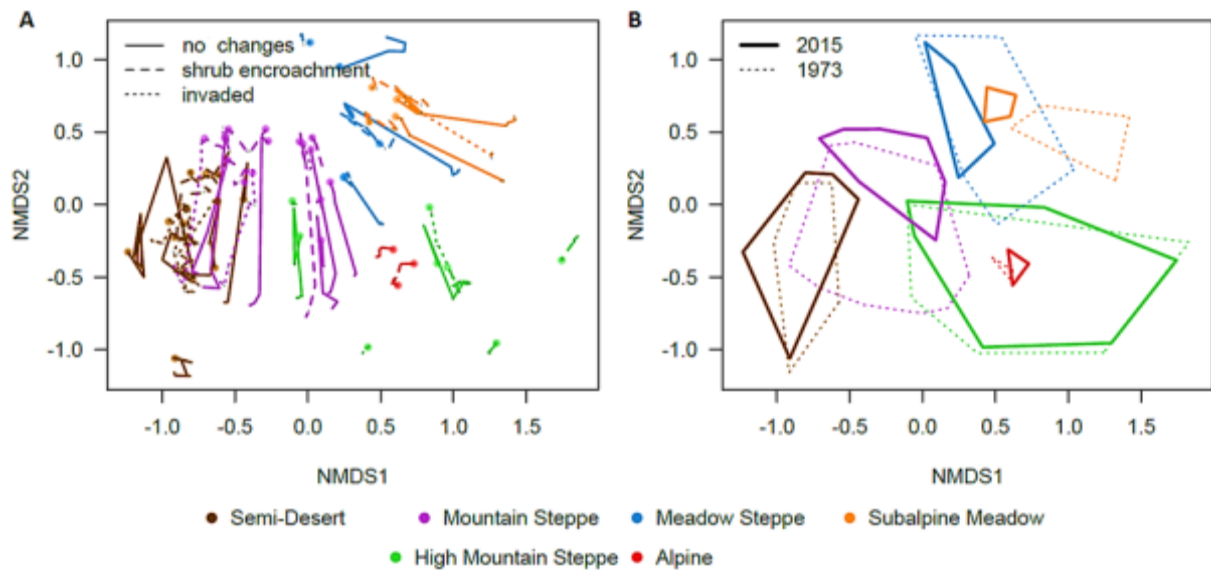 A
B
no changes
shrub encroachment
invaded
2015
1973
1.0
0.5
0.0
-0.5
-1.0
NMDS2
-1.0 -0.5 0.0 0.5 1.0 1.5
NMDS1
1.0
0.5
0.0
-0.5
-1.0
NMDS2
-1.0 -0.5 0.0 0.5 1.0 1.5
NMDS1
Semi-Desert Mountain Steppe Meadow Steppe Subalpine Meadow
High Mountain Steppe Alpine